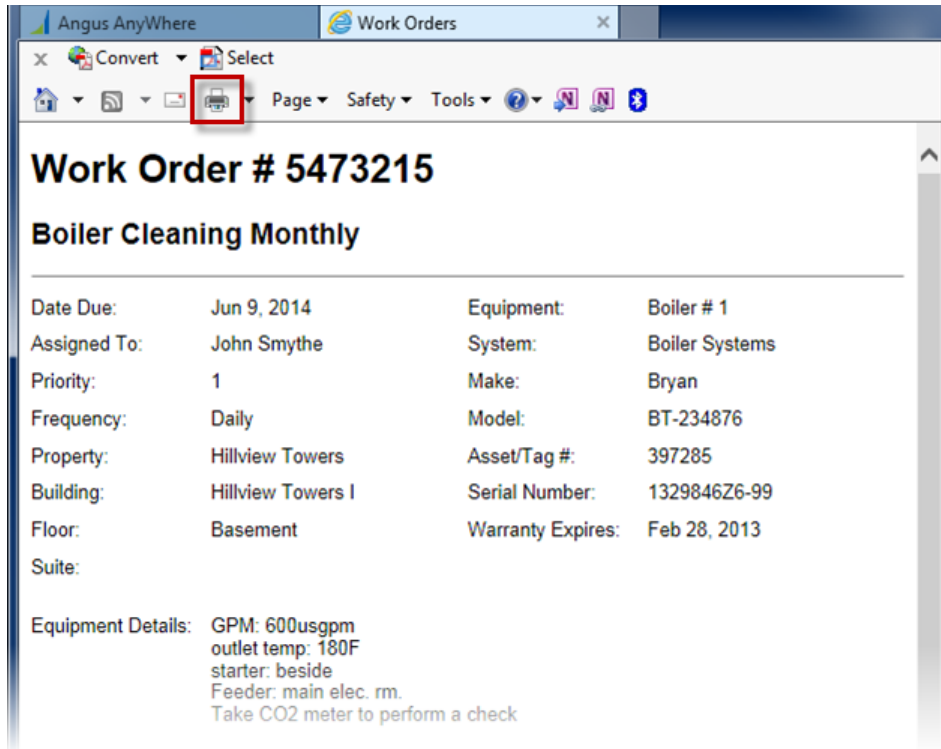 Angus AnyWhere Work Orders
Convert Select
Page Safety Tools
Work Order # 5473215
Boiler Cleaning Monthly
Date Due: Jun 9, 2014 Equipment: Boiler # 1
Assigned To: John Smythe System: Boiler Systems
Priority: 1 Make: Bryan
Frequency: Daily Model: BT-234876
Property: Hillview Towers Asset/Tag #: 397285
Building: Hillview Towers I Serial Number: 1329846Z6-99
Floor: Basement Warranty Expires: Feb 28, 2013
Suite:
Equipment Details: GPM: 600usgpm
outlet temp: 180F
starter: beside
Feeder: main elec. rm.
Take CO2 meter to perform a check